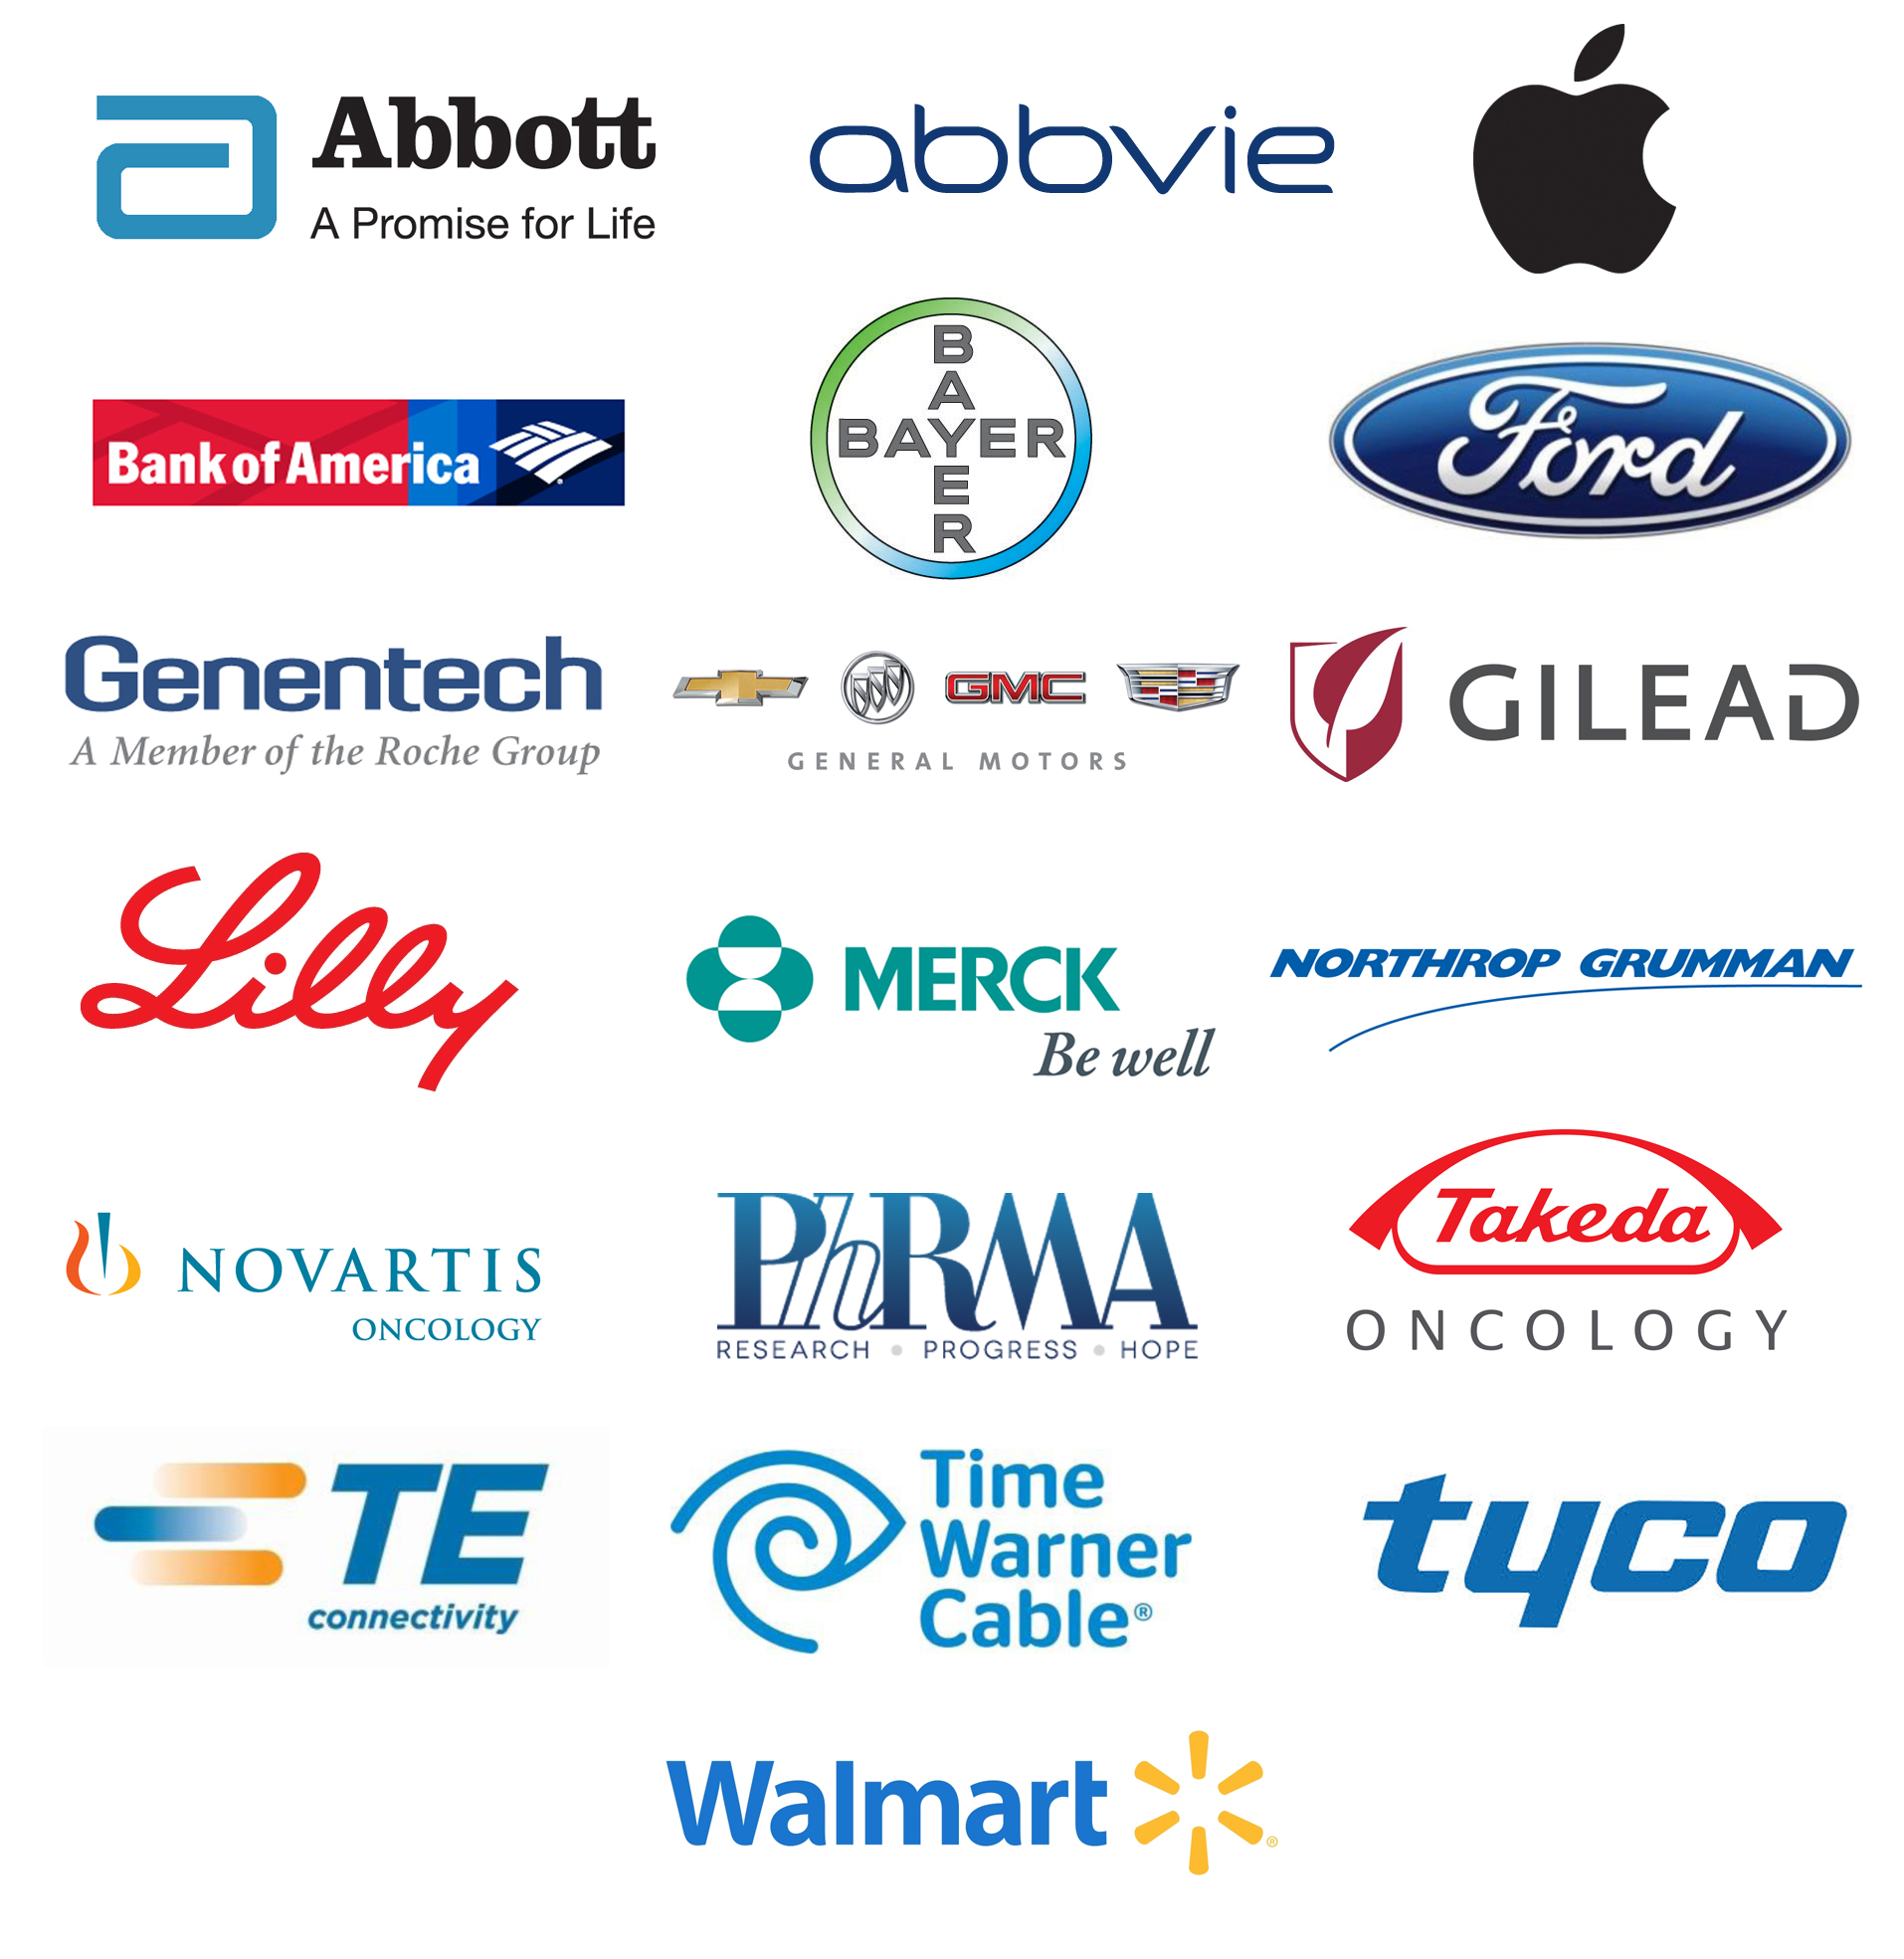 Abbott
A Promise for Life
abbvie
Bank of America
BAYER
BAYER
Ford
Genentech
A Member of the Roche Group
GMC
GENERAL MOTORS
GILEAD
Lilly
MERCK
Be well
NORTHROP GRUMMAN
NOVARTIS
ONCOLOGY
PhRMA
RESEARCH • PROGRESS • HOPE
Takeda
ONCOLOGY
TE
connectivity
Time
Warner
Cable®
tyco
Walmart ®